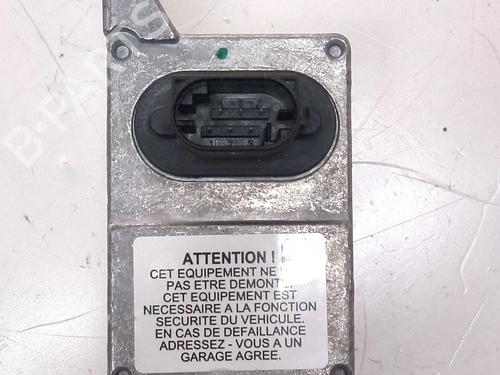 B-PARTS
ATTENTION !
CET EQUIPEMENT NE
PAS ETRE DEMONTE
CET EQUIPEMENT EST
NECESSAIRE A LA FONCTION
SECURITE DU VEHICULE.
EN CAS DE DEFAILLANCE
ADRESSEZ - VOUS A UN
GARAGE AGREE.